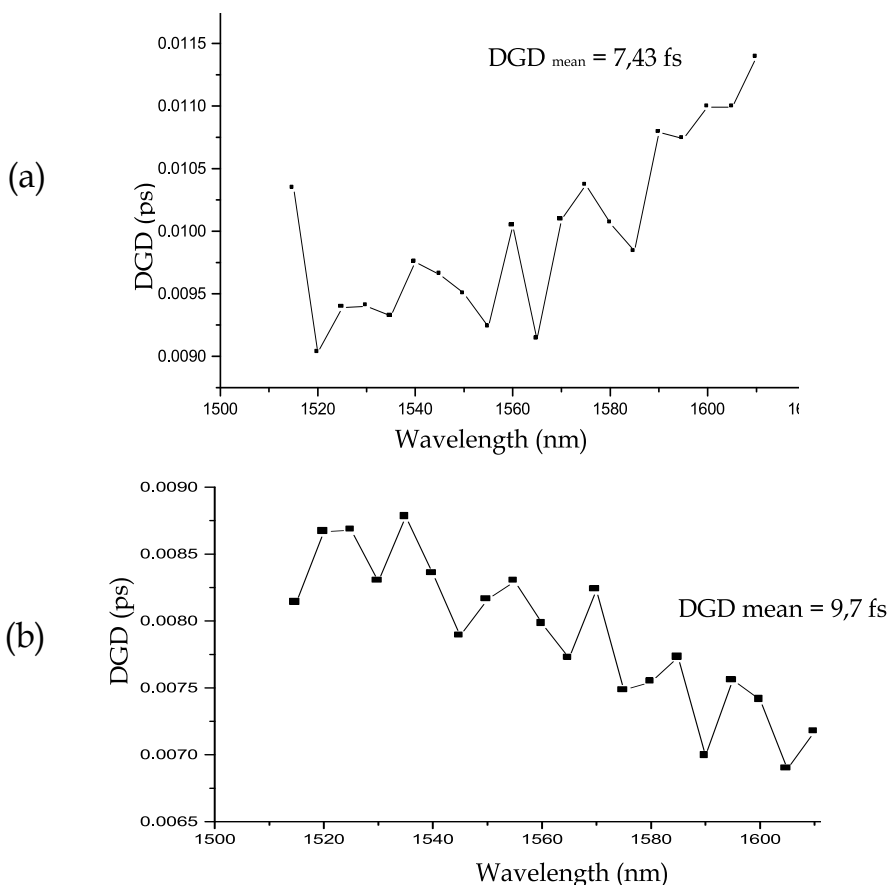 0.0115
DGD mean = 7,43 fs
0.0110
(a)
0.0105
DGD (ps)
0.0100
0.0095
0.0090
1500 1520 1540 1560 1580 1600
Wavelength (nm)
0.0090
0.0085
DGD (ps)
0.0080
DGD mean = 9,7 fs
(b)
0.0075
0.0070
0.0065
1500 1520 1540 1560 1580 1600
Wavelength (nm)